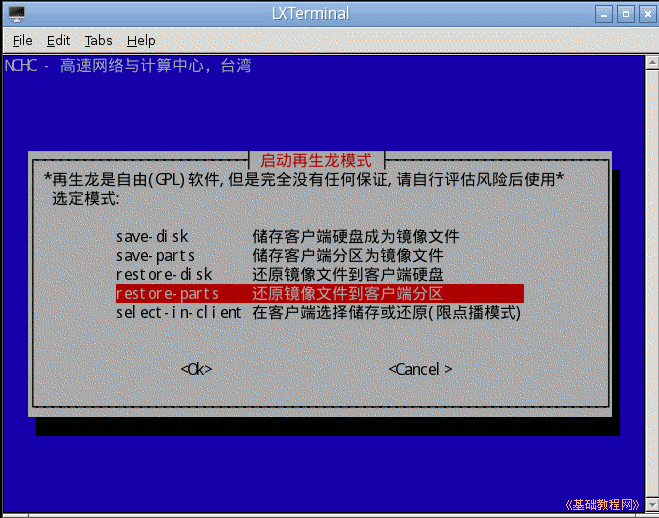 LXTerminal
File Edit Tabs Help
NCHC - 高速网络与计算中心，台湾
启动再生龙模式
*再生龙是自由(GPL)软件,但是完全没有任何保证,请自行评估风险后使用*
选定模式:
save-disk 储存客户端硬盘成为镜像文件
save-parts 储存客户端分区为镜像文件
restore-disk 还原镜像文件到客户端硬盘
restore-parts 还原镜像文件到客户端分区
select-in-client 在客户端选择储存或还原(限点播模式)
<Ok> <Cancel>
《基础教程网》